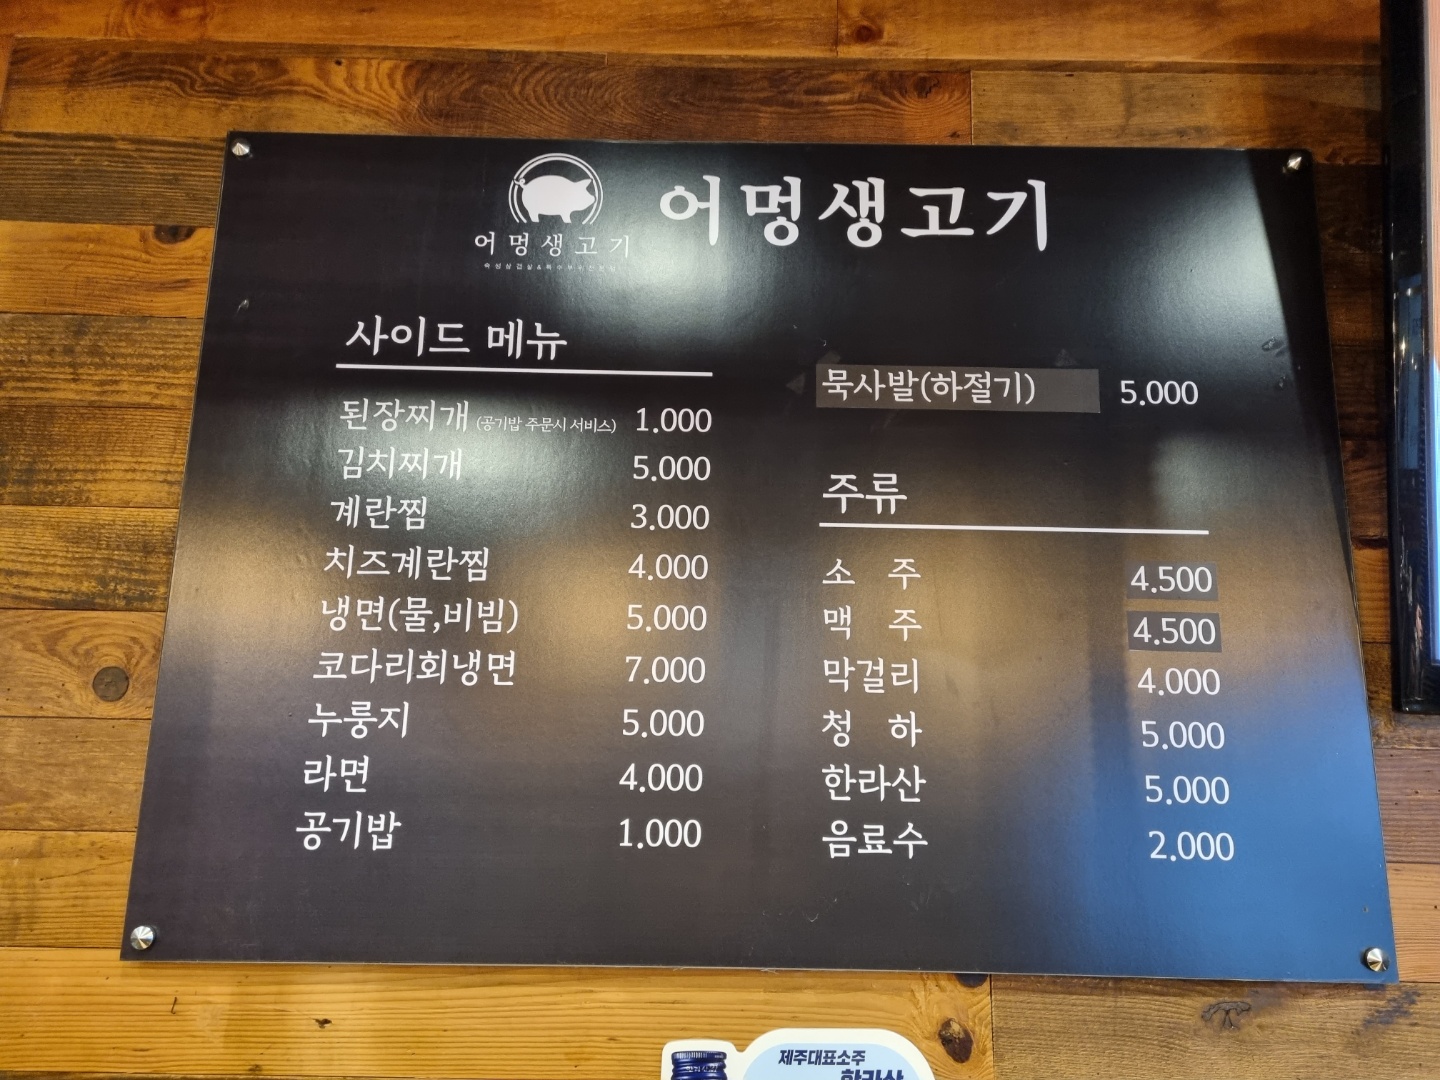 어멍생고기
어멍생고기
사이드 메뉴
된장찌개 (공기밥 주문시 서비스) 1.000
김치찌개 5.000
계란찜 3.000
치즈계란찜 4.000
냉면(물,비빔) 5.000
코다리회냉면 7.000
누룽지 5.000
라면 4.000
공기밥 1.000
묵사발(하절기) 5.000
주류
소 주 4.500
맥 주 4.500
막걸리 4.000
청 하 5.000
한라산 5.000
음료수 2.000
제주대표소주
한라산